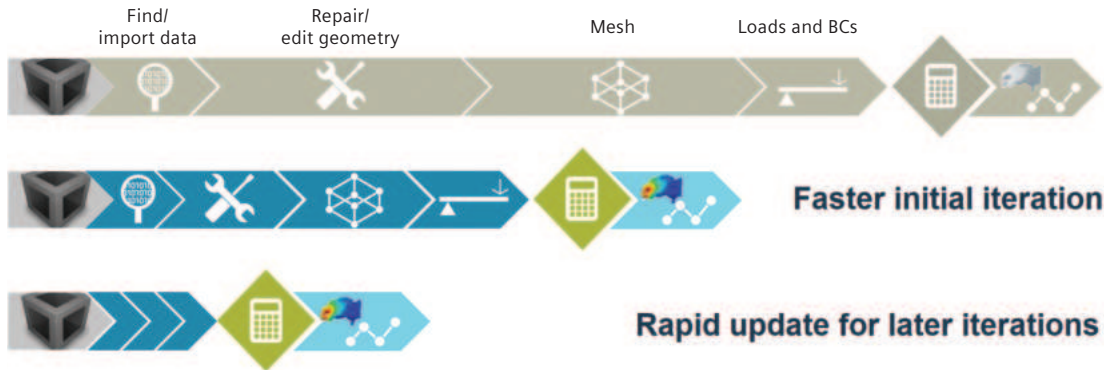 Find/
import data
Repair/
edit geometry
Mesh
Loads and BCs
Faster initial iteration
Rapid update for later iterations